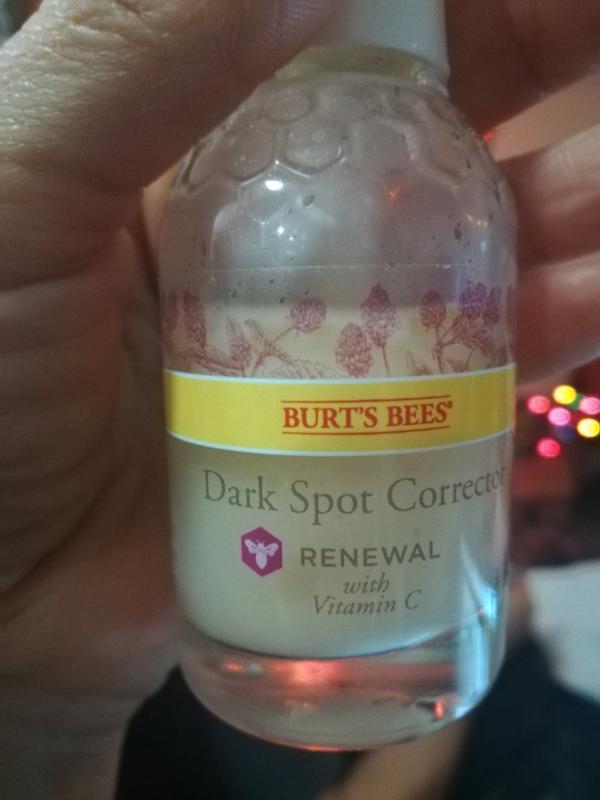 BURT'S BEES®
Dark Spot Corrector
RENEWAL
with
Vitamin C